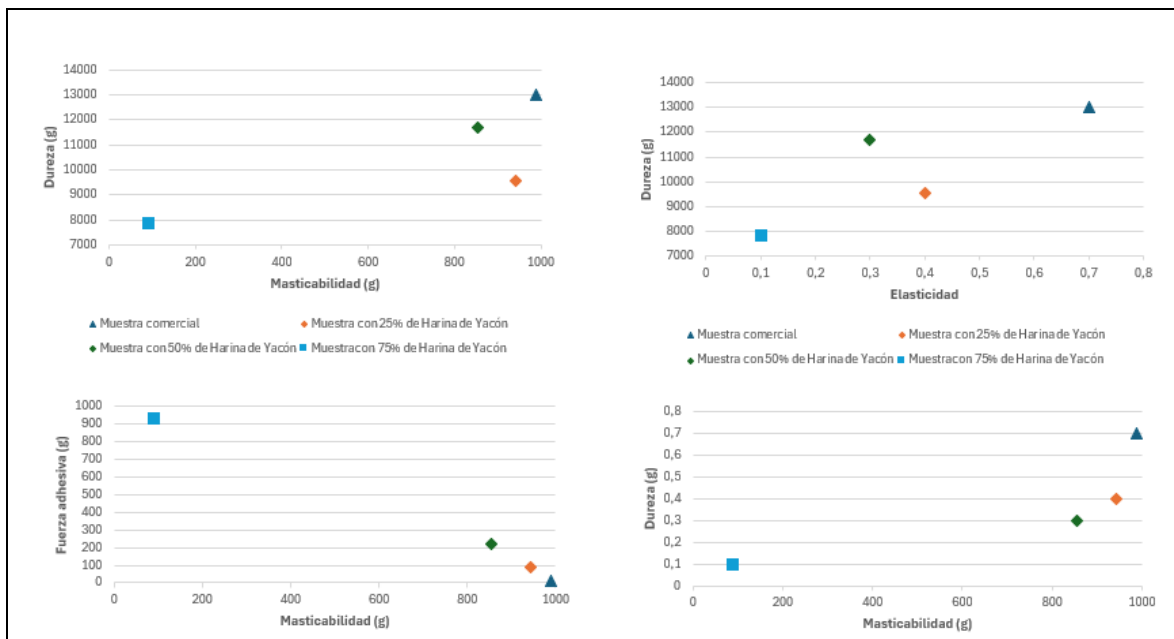 14000
13000
12000
11000
10000
9000
8000
7000
Dureza (g)
0 200 400 600 800 1000
Masticabilidad (g)
Muestra comercial Muestra con 25% de Harina de Yacón
Muestra con 50% de Harina de Yacón Muestracon 75% de Harina de Yacón
14000
13000
12000
11000
10000
9000
8000
7000
Dureza (g)
0 0,1 0,2 0,3 0,4 0,5 0,6 0,7 0,8
Elasticidad
Muestra comercial Muestra con 25% de Harina de Yacón
Muestra con 50% de Harina de Yacón Muestracon 75% de Harina de Yacón
1000
900
800
700
600
500
400
300
200
100
0
Fuerza adhesiva (g)
0 200 400 600 800 1000
Masticabilidad (g)
0,8
0,7
0,6
0,5
0,4
0,3
0,2
0,1
0
Dureza (g)
0 200 400 600 800 1000
Masticabilidad (g)